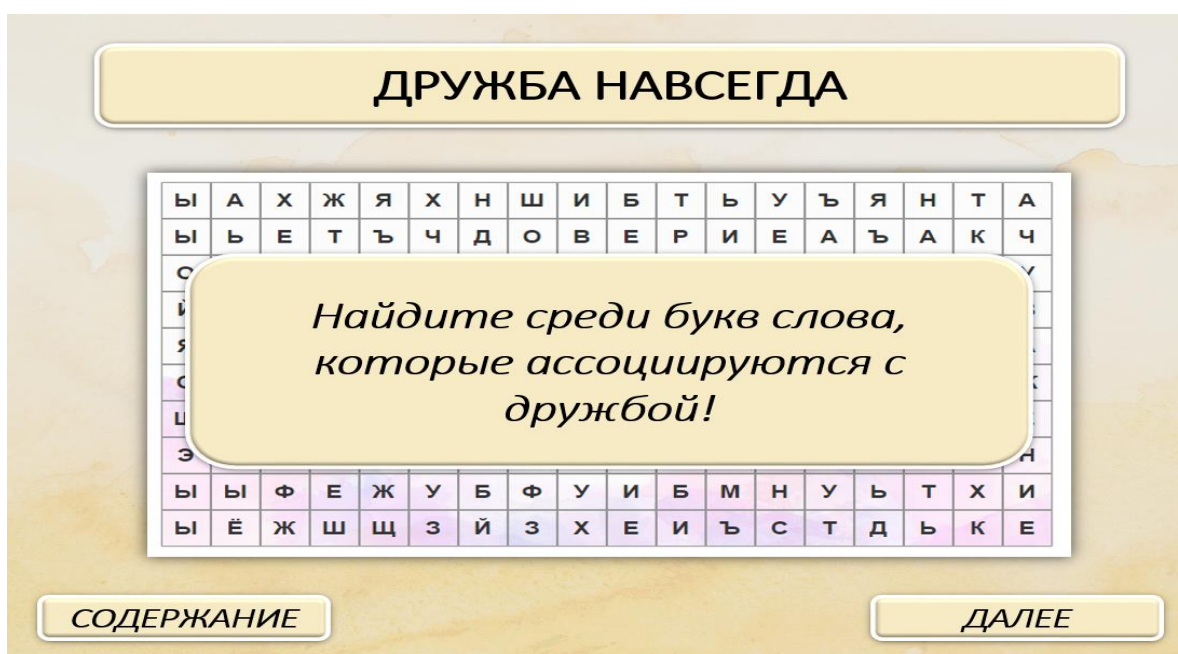 ДРУЖБА НАВСЕГДА
Ы А Х Ж Я Х Н Ш И Б Т Ь У Ъ Я Н Т А
Ы Ь Е Т Ъ Ч Д О В Е Р И Е А Ъ А К Ч
Найдите среди букв слова,
которые ассоциируются с
дружбой!
Ы Ы Ф Е Ж У Б Ф У И Б М Н У Ь Т Х И
Ы Ё Ж Ш Щ З Й З Х Е И Ъ С Т Д Ь К Е
СОДЕРЖАНИЕ
ДАЛЕЕ